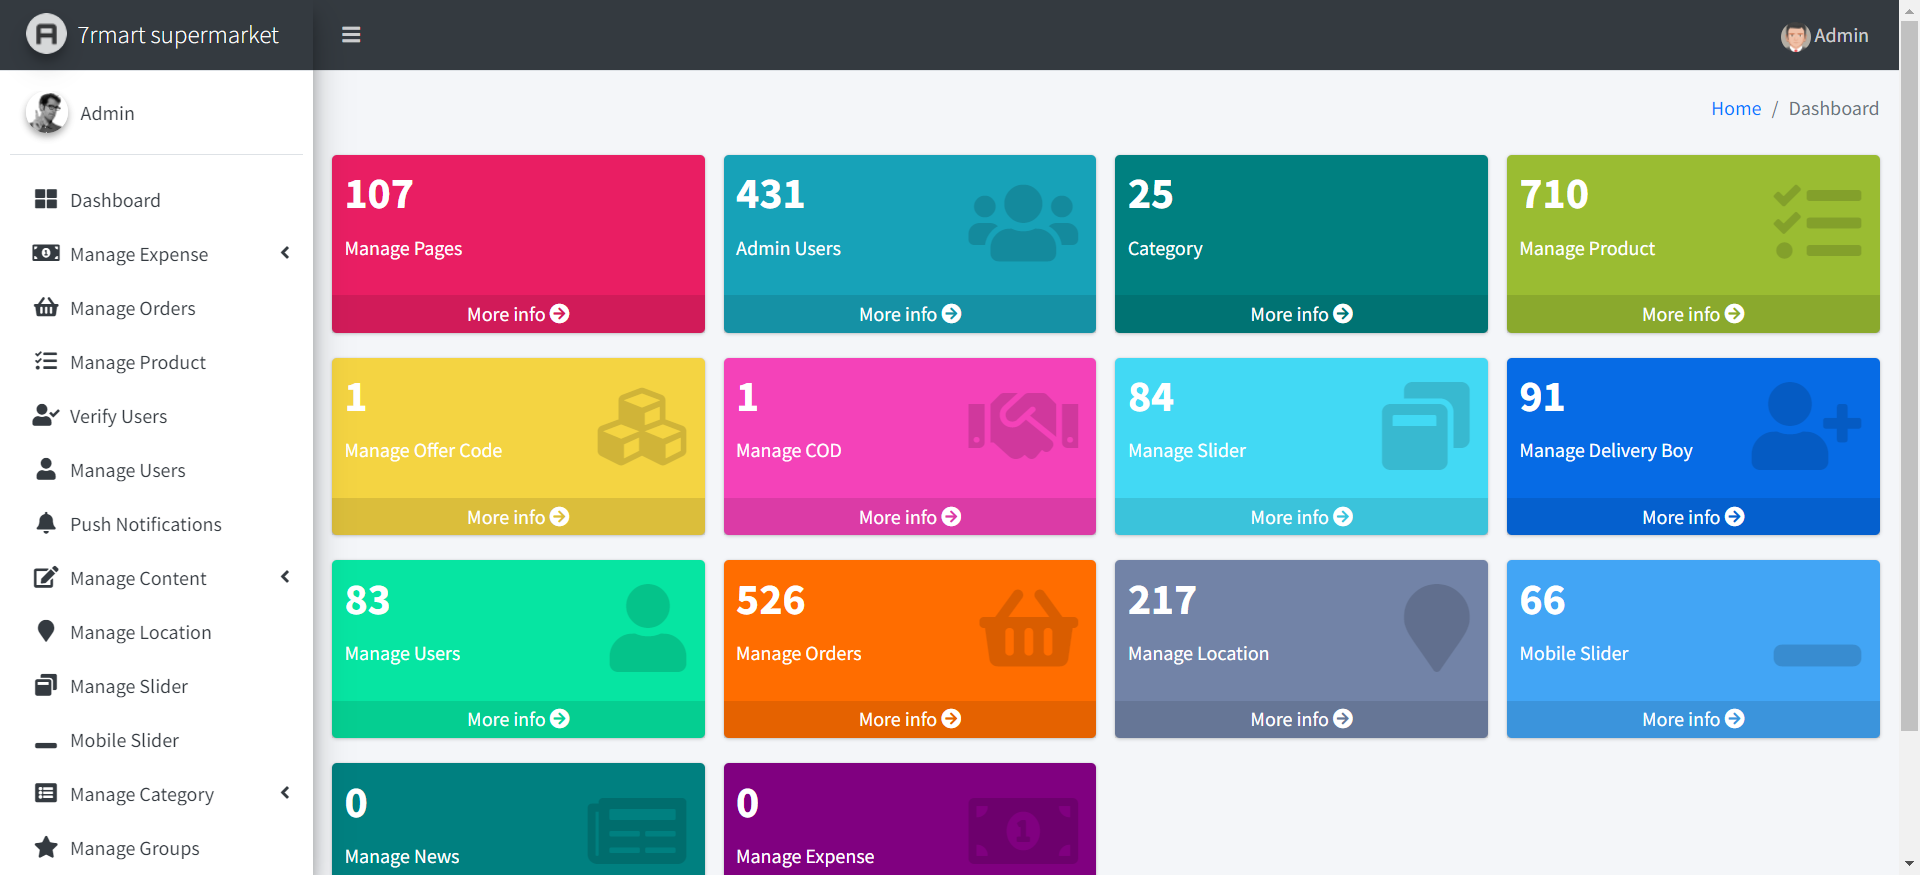 7rmart supermarket
Admin
Admin
Home / Dashboard
Dashboard
Manage Expense
Manage Orders
Manage Product
Verify Users
Manage Users
Push Notifications
Manage Content
Manage Location
Manage Slider
Mobile Slider
Manage Category
Manage Groups
107
Manage Pages
More info
431
Admin Users
More info
25
Category
More info
710
Manage Product
More info
1
Manage Offer Code
More info
1
Manage COD
More info
84
Manage Slider
More info
91
Manage Delivery Boy
More info
83
Manage Users
More info
526
Manage Orders
More info
217
Manage Location
More info
66
Mobile Slider
More info
0
Manage News
0
Manage Expense